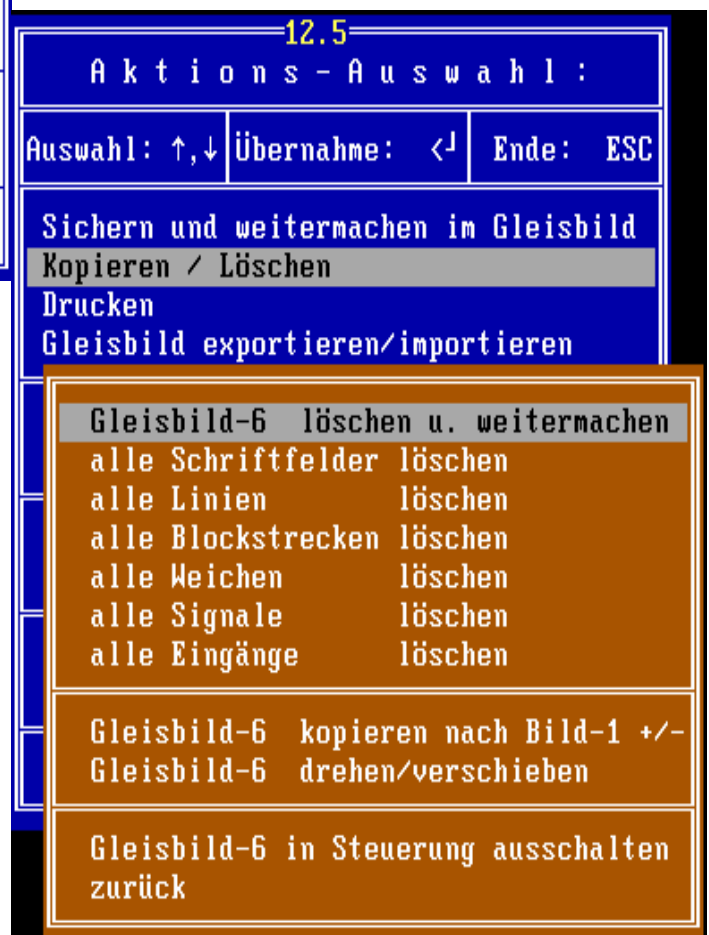 12.5
Aktions-Auswahl:
Auswahl: ↑,↓ Übernahme: <┘ Ende: ESC
Sichern und weitermachen im Gleisbild
Kopieren / Löschen
Drucken
Gleisbild exportieren/importieren
Gleisbild-6 löschen u. weitermachen
alle Schriftfelder löschen
alle Linien löschen
alle Blockstrecken löschen
alle Weichen löschen
alle Signale löschen
alle Eingänge löschen
Gleisbild-6 kopieren nach Bild-1 +/-
Gleisbild-6 drehen/verschieben
Gleisbild-6 in Steuerung ausschalten
zurück